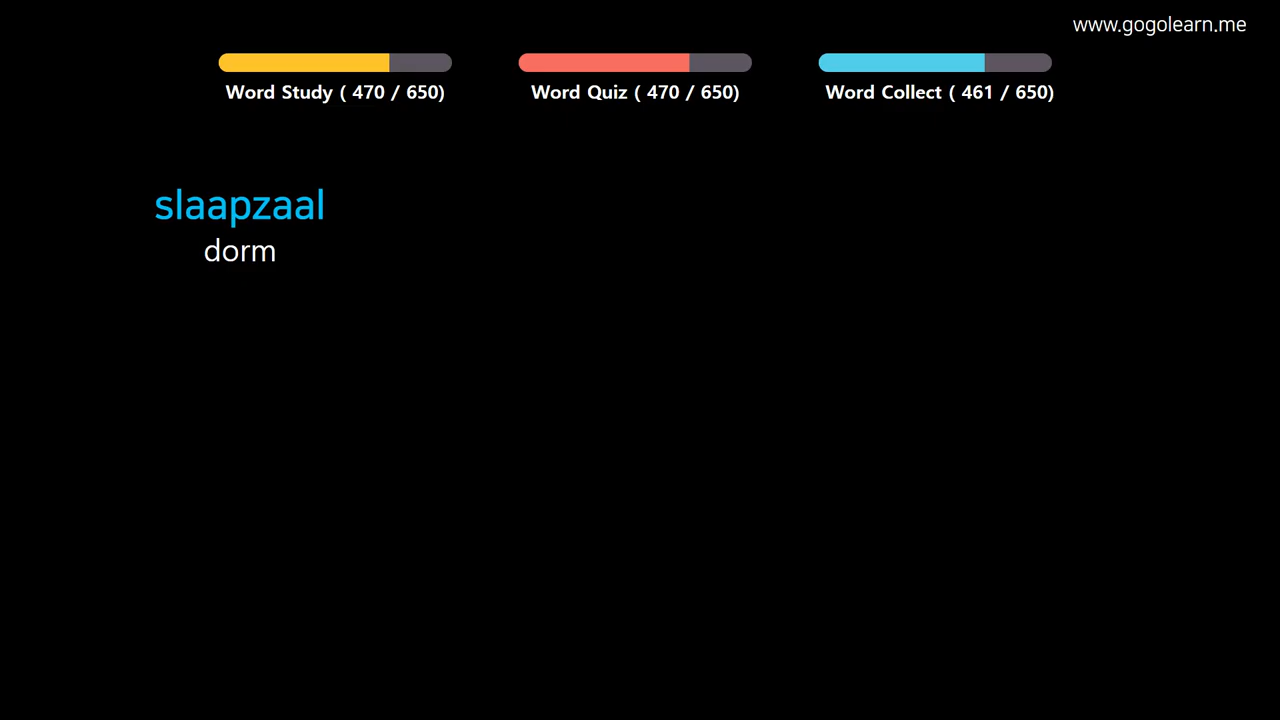 www.gogolearn.me
Word Study ( 470 / 650)
Word Quiz ( 470 / 650)
Word Collect ( 461 / 650)
slaapzaal
dorm